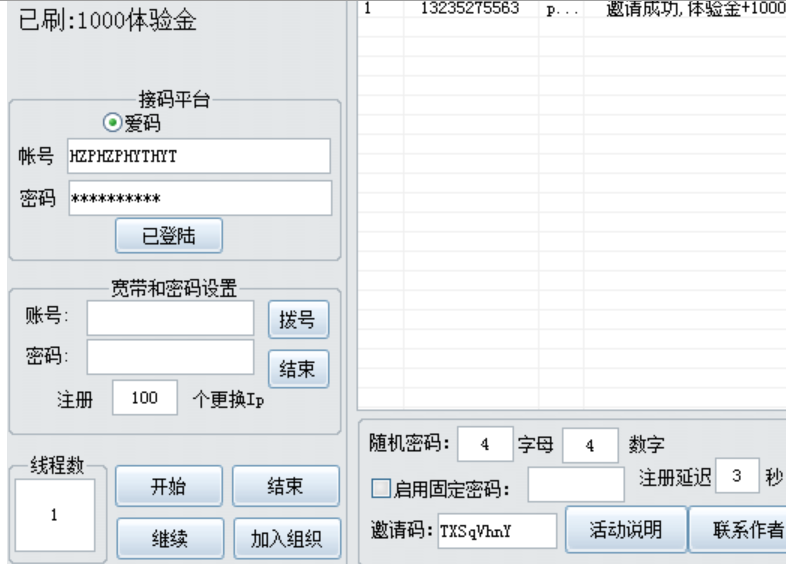 已刷:1000体验金
1 13235275563 p... 邀请成功,体验金+1000
接码平台
爱码
帐号 HZPHZPHYTHYT
密码 **********
已登陆
宽带和密码设置
账号:
拨号
密码:
结束
注册 100 个更换Ip
线程数
1
开始 结束
继续 加入组织
随机密码: 4 字母 4 数字
启用固定密码: 注册延迟 3 秒
邀请码: TXSqVhnY 活动说明 联系作者